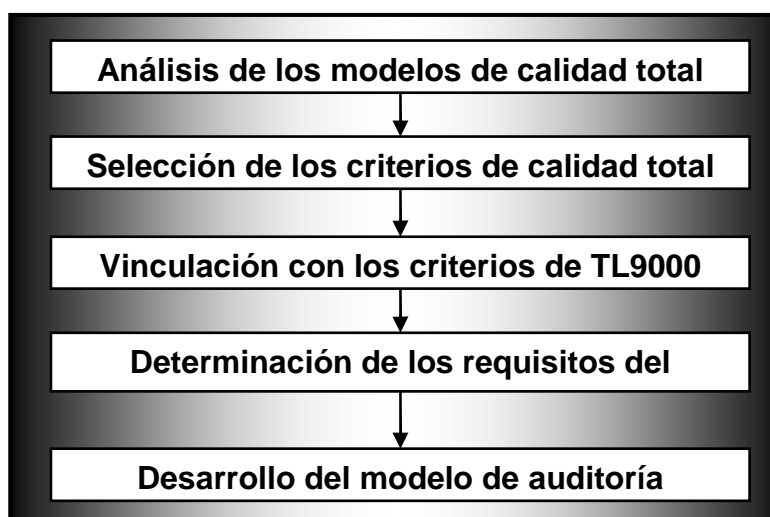 Análisis de los modelos de calidad total
Selección de los criterios de calidad total
Vinculación con los criterios de TL9000
Determinación de los requisitos del
Desarrollo del modelo de auditoría